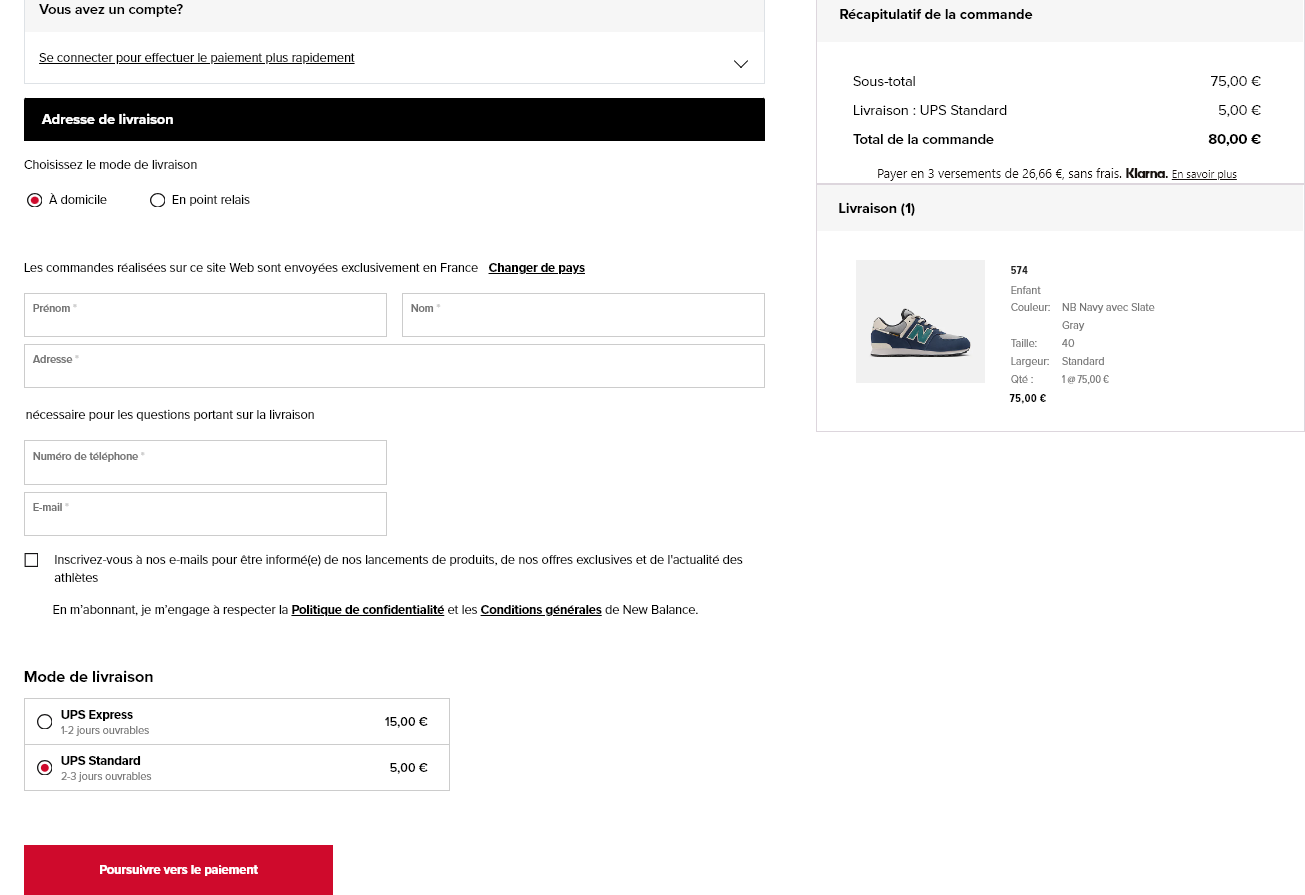 Vous avez un compte?
Se connecter pour effectuer le paiement plus rapidement
Adresse de livraison
Choisissez le mode de livraison
À domicile
En point relais
Les commandes réalisées sur ce site Web sont envoyées exclusivement en France Changer de pays
Prénom *
Nom *
Adresse *
nécessaire pour les questions portant sur la livraison
Numéro de téléphone *
E-mail *
Inscrivez-vous à nos e-mails pour être informé(e) de nos lancements de produits, de nos offres exclusives et de l'actualité des
athlètes
En m'abonnant, je m'engage à respecter la Politique de confidentialité et les Conditions générales de New Balance.
Mode de livraison
UPS Express 15,00 €
1-2 jours ouvrables
UPS Standard 5,00 €
2-3 jours ouvrables
Poursuivre vers le paiement
Récapitulatif de la commande
Sous-total 75,00 €
Livraison : UPS Standard 5,00 €
Total de la commande 80,00 €
Payer en 3 versements de 26,66 €, sans frais. Klarna. En savoir plus
Livraison (1)
N
574
Enfant
Couleur: NB Navy avec Slate
Gray
Taille: 40
Largeur: Standard
Qté : 1 @ 75,00 €
75,00 €